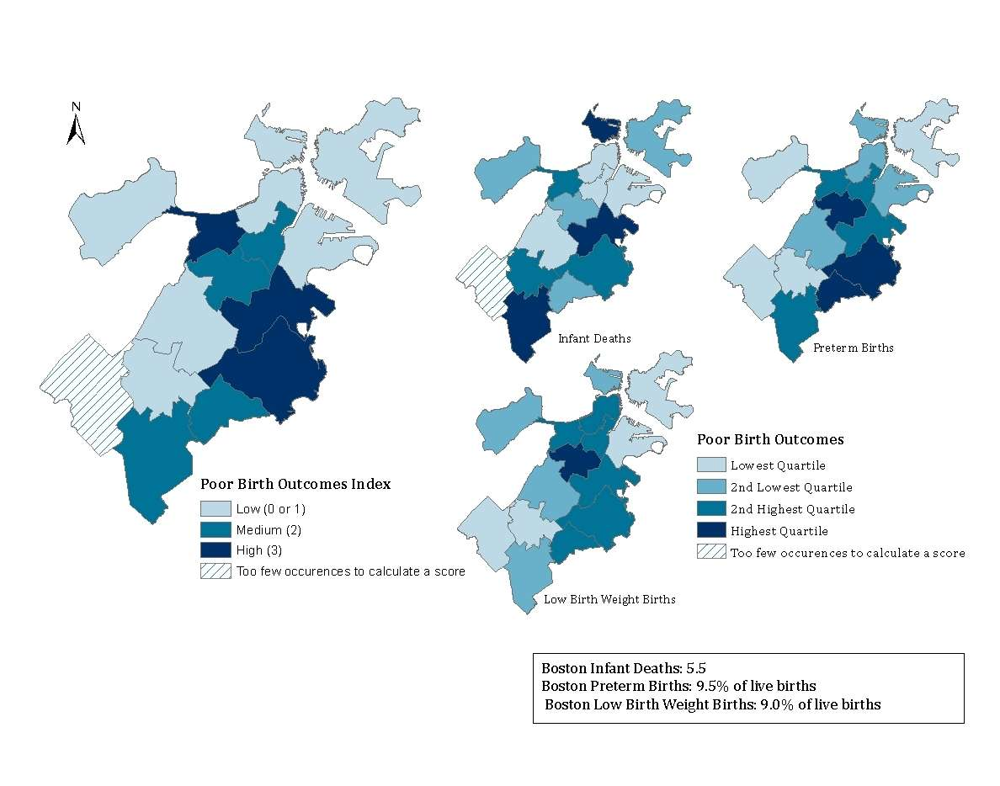 N
Infant Deaths
Preterm Births
Poor Birth Outcomes
Lowest Quartile
2nd Lowest Quartile
2nd Highest Quartile
Highest Quartile
Too few occurences to calculate a score
Poor Birth Outcomes Index
Low (0 or 1)
Medium (2)
High (3)
Too few occurences to calculate a score
Low Birth Weight Births
Boston Infant Deaths: 5.5
Boston Preterm Births: 9.5% of live births
Boston Low Birth Weight Births: 9.0% of live births